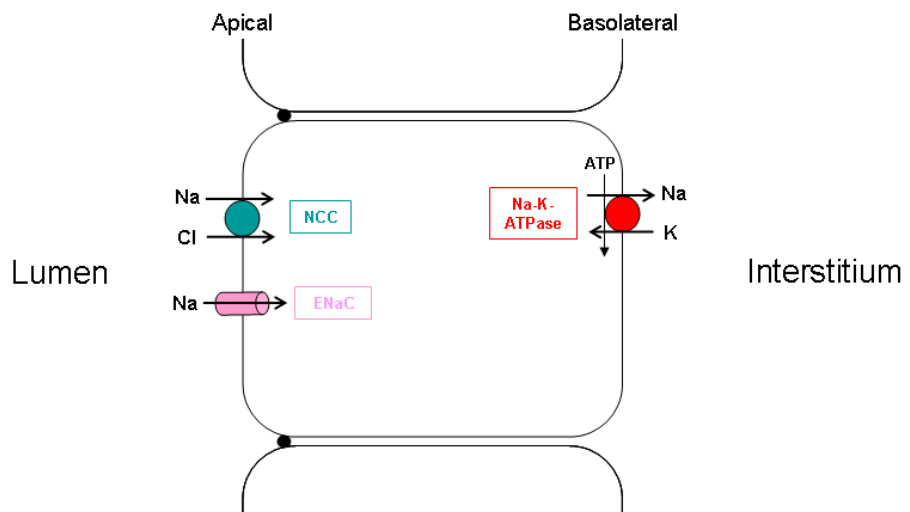 Apical
Basolateral
ATP
Na
NCC
Na-K-
ATPase
Na
Cl
K
Lumen
Interstitium
Na
ENaC